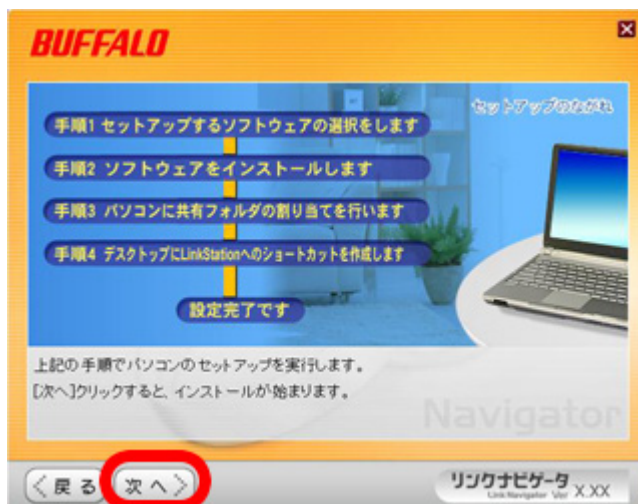 BUFFALO
セットアップのながれ
手順1 セットアップするソフトウェアの選択をします
手順2 ソフトウェアをインストールします
手順3 パソコンに共有フォルダの割り当てを行います
手順4 デスクトップにLinkStationへのショートカットを作成します
設定完了です
上記の手順でパソコンのセットアップを実行します。
[次へ]クリックすると、インストールが始まります。
Navigator
戻る 次へ
リンクナビゲータ
Link Navigator Ver X.XX